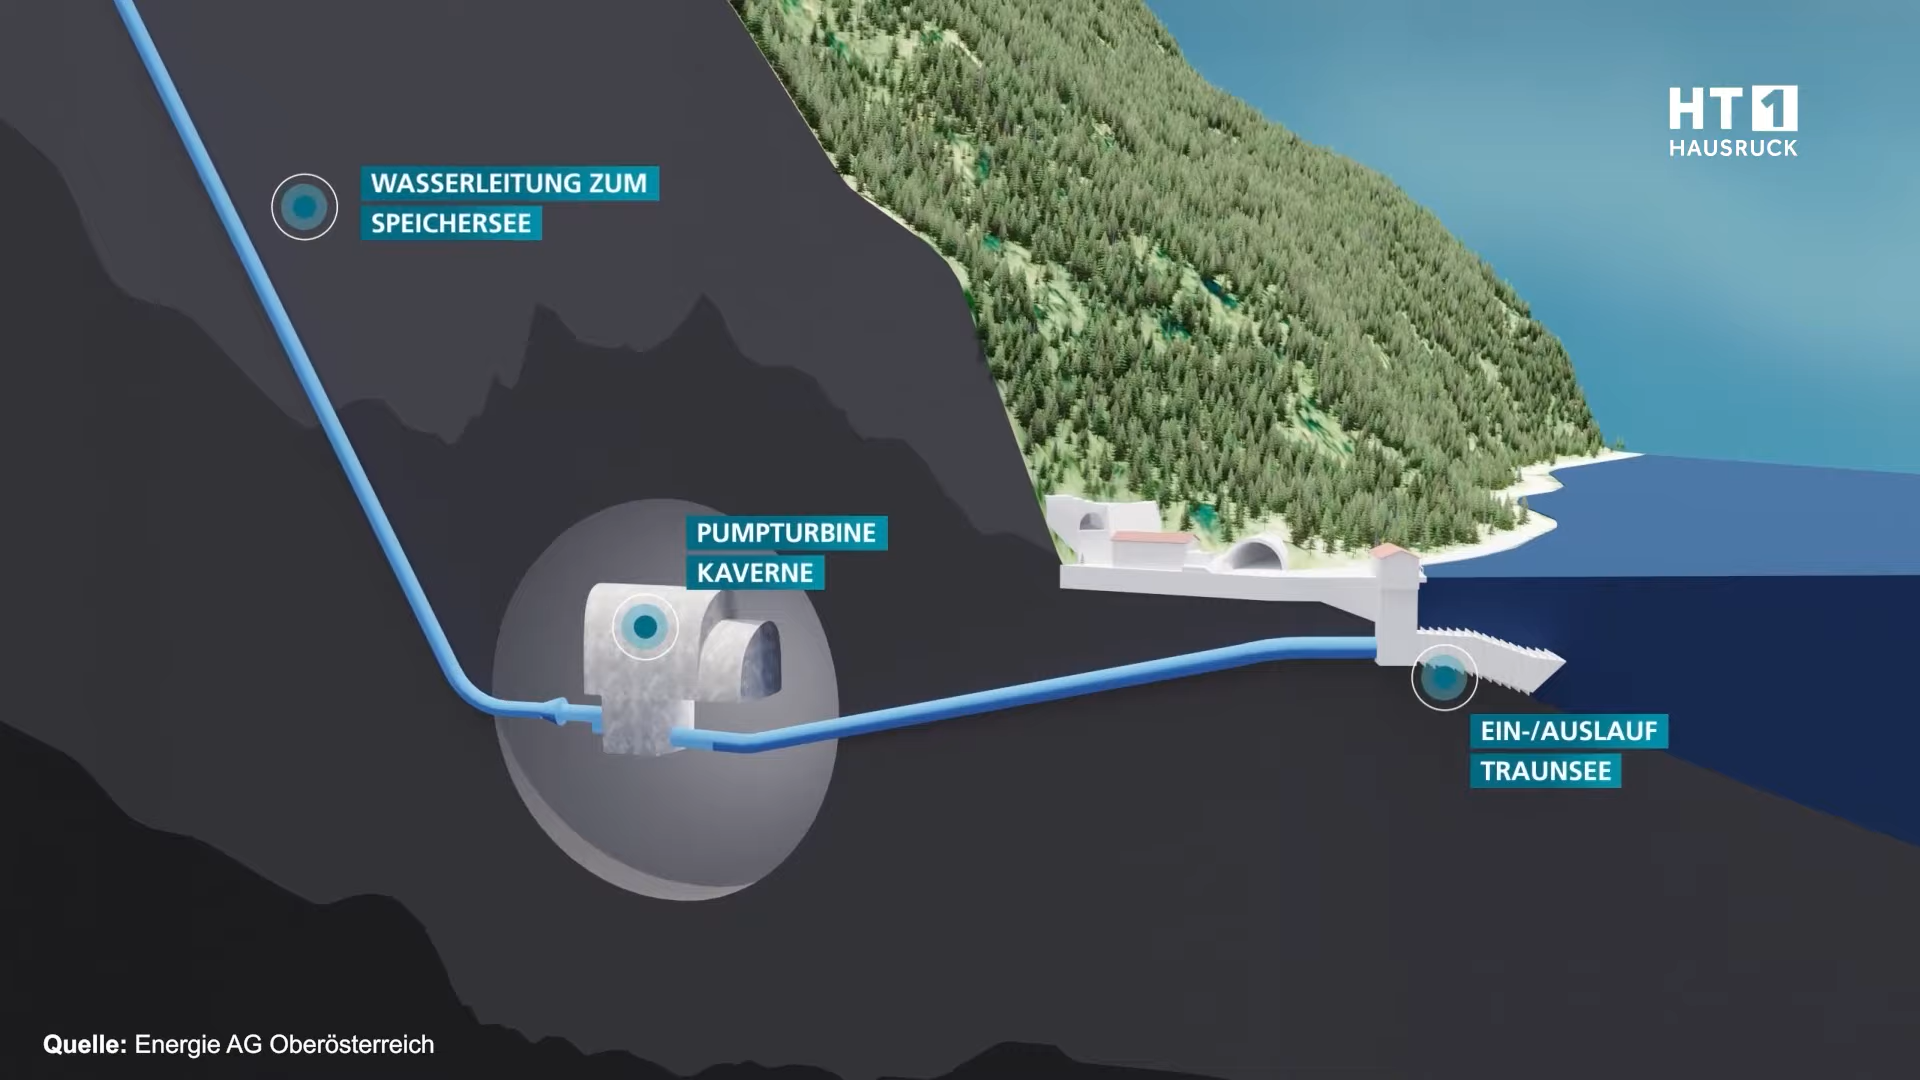 HT1
HAUSRUCK
WASSERLEITUNG ZUM
SPEICHERSEE
PUMPTURBINE
KAVERNE
EIN-/AUSLAUF
TRAUNSEE
Quelle: Energie AG Oberösterreich